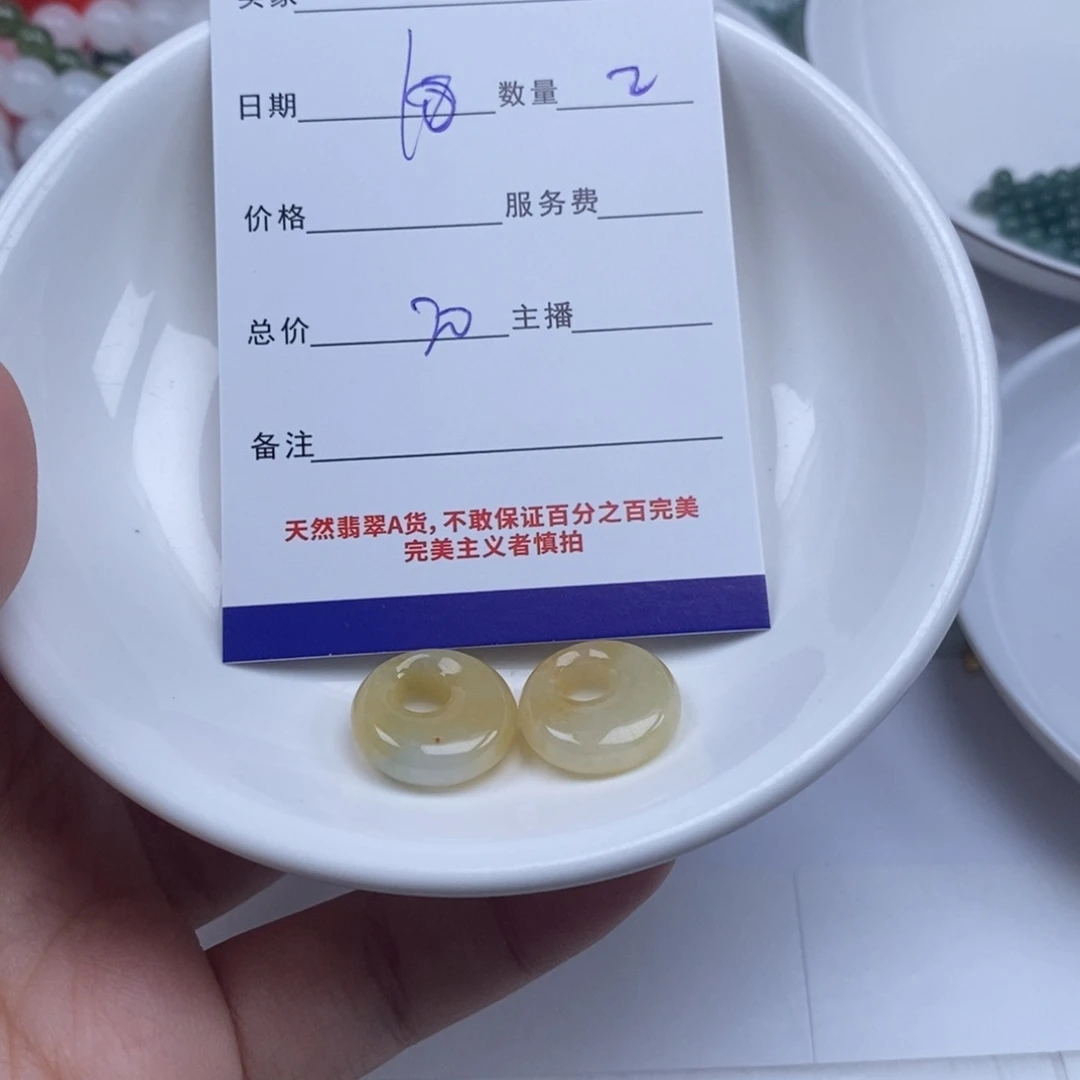 买家
日期 数量 2
价格 服务费
总价 70 主播
备注
天然翡翠A货,不敢保证百分之百完美
完美主义者慎拍